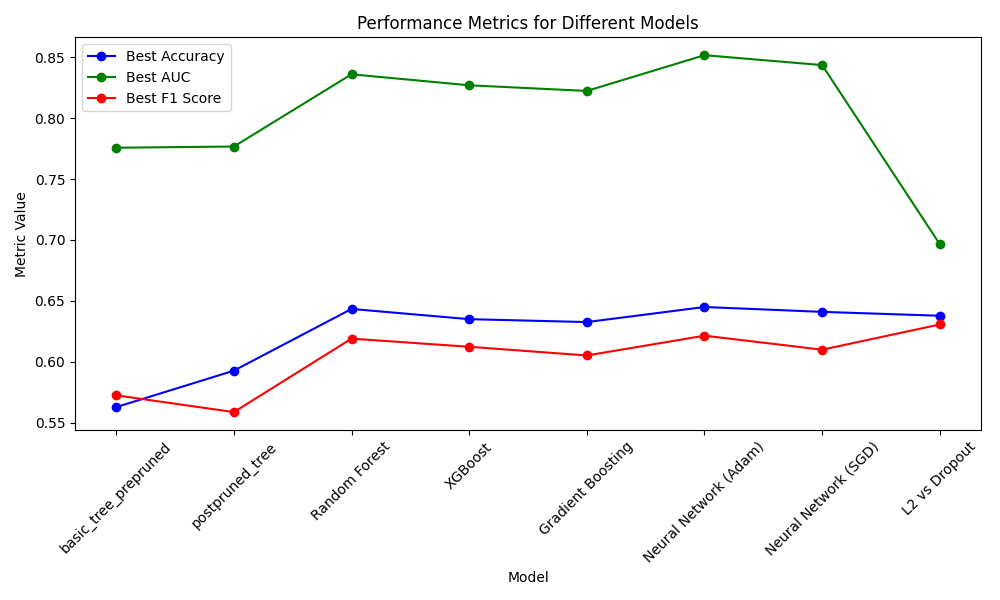 Performance Metrics for Different Models
Best Accuracy
Best AUC
Best F1 Score
Metric Value
0.85
0.80
0.75
0.70
0.65
0.60
0.55
basic_tree_prepruned
postpruned_tree
Random Forest
XGBoost
Gradient Boosting
Neural Network (Adam)
Neural Network (SGD)
L2 vs Dropout
Model